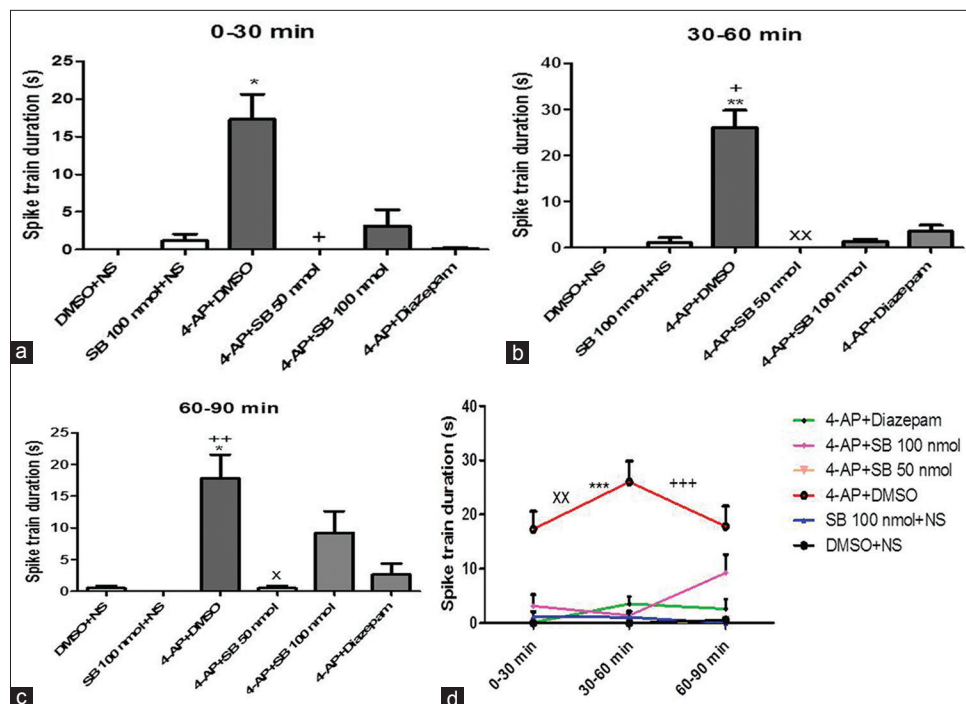 0-30 min
Spike train duration (s)
25
20
15
10
5
0
*
+
DMSO+NS
SB 100 nmol+NS
4-AP+DMSO
4-AP+SB 50 nmol
4-AP+SB 100 nmol
4-AP+Diazepam
a
30-60 min
Spike train duration (s)
40
30
20
10
0
+
**
XX
DMSO+NS
SB 100 nmol+NS
4-AP+DMSO
4-AP+SB 50 nmol
4-AP+SB 100 nmol
4-AP+Diazepam
b
60-90 min
Spike train duration (s)
25
20
15
10
5
0
++
*
X
DMSO+NS
SB 100 nmol+NS
4-AP+DMSO
4-AP+SB 50 nmol
4-AP+SB 100 nmol
4-AP+Diazepam
c
Spike train duration (s)
40
30
20
10
0
XX
***
+++
0-30 min
30-60 min
60-90 min
4-AP+Diazepam
4-AP+SB 100 nmol
4-AP+SB 50 nmol
4-AP+DMSO
SB 100 nmol+NS
DMSO+NS
d